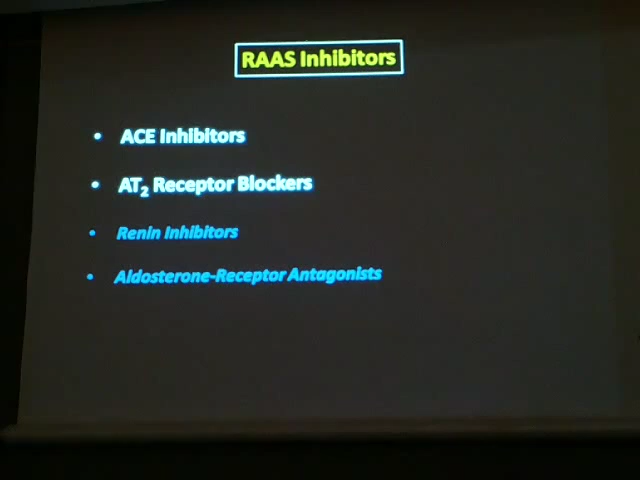 RAAS Inhibitors
• ACE Inhibitors
• AT₂ Receptor Blockers
• Renin Inhibitors
• Aldosterone-Receptor Antagonists